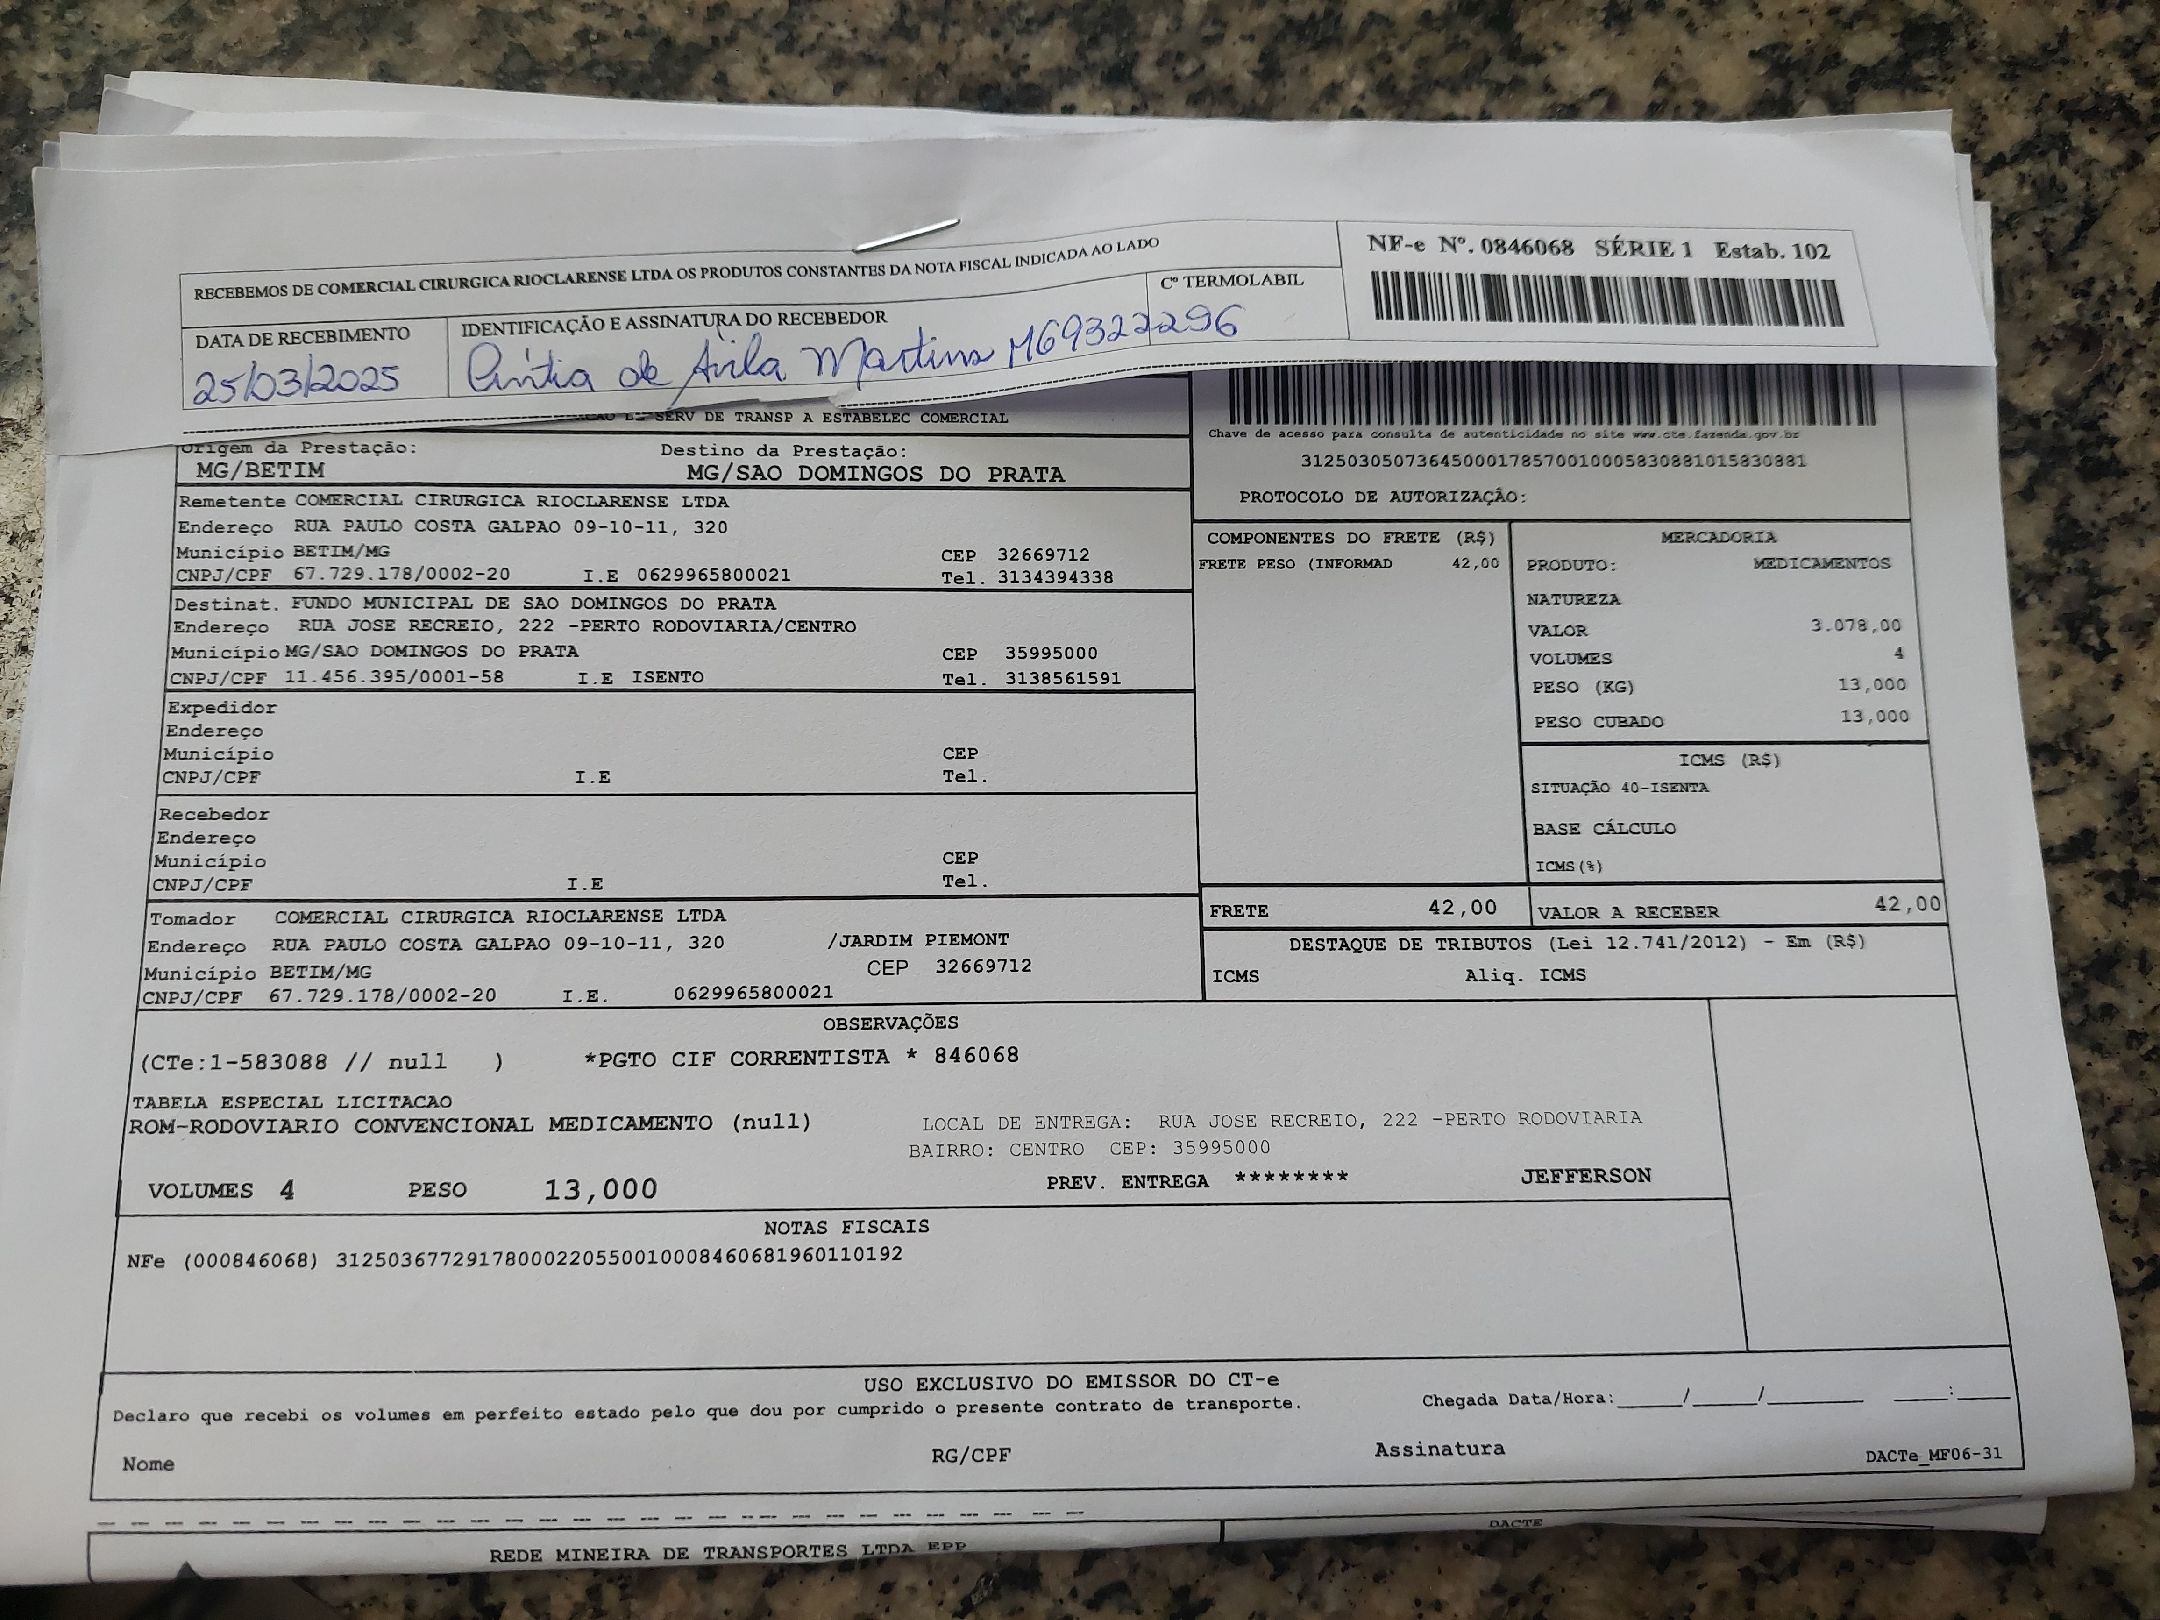 RECEBEMOS DE COMERCIAL CIRURGICA RIOCLARENSE LTDA OS PRODUTOS CONSTANTES DA NOTA FISCAL INDICADA AO LADO
NF-e Nº. 0846068 SÉRIE 1 Estab. 102
DATA DE RECEBIMENTO
IDENTIFICAÇÃO E ASSINATURA DO RECEBEDOR
Cº TERMOLABIL
25/03/2025
Cíntia de Ávila Martins MG9322296
SERV DE TRANSP A ESTABELEC COMERCIAL
Chave de acesso para consulta de autenticidade no site www.cte.fazenda.gov.br
31250305073645000178570010005830881015830881
PROTOCOLO DE AUTORIZAÇÃO:
Origem da Prestação: Destino da Prestação:
MG/BETIM MG/SAO DOMINGOS DO PRATA
Remetente COMERCIAL CIRURGICA RIOCLARENSE LTDA
Endereço RUA PAULO COSTA GALPAO 09-10-11, 320
Município BETIM/MG CEP 32669712
CNPJ/CPF 67.729.178/0002-20 I.E 0629965800021 Tel. 3134394338
Destinat. FUNDO MUNICIPAL DE SAO DOMINGOS DO PRATA
Endereço RUA JOSE RECREIO, 222 -PERTO RODOVIARIA/CENTRO
Município MG/SAO DOMINGOS DO PRATA CEP 35995000
CNPJ/CPF 11.456.395/0001-58 I.E ISENTO Tel. 3138561591
Expedidor
Endereço
Município CEP
CNPJ/CPF I.E Tel.
Recebedor
Endereço
Município CEP
CNPJ/CPF I.E Tel.
Tomador COMERCIAL CIRURGICA RIOCLARENSE LTDA
Endereço RUA PAULO COSTA GALPAO 09-10-11, 320 /JARDIM PIEMONT
Município BETIM/MG CEP 32669712
CNPJ/CPF 67.729.178/0002-20 I.E. 0629965800021
COMPONENTES DO FRETE (R$)
FRETE PESO (INFORMAD 42,00
MERCADORIA
PRODUTO: MEDICAMENTOS
NATUREZA
VALOR 3.078,00
VOLUMES 4
PESO (KG) 13,000
PESO CUBADO 13,000
ICMS (R$)
SITUAÇÃO 40-ISENTA
BASE CÁLCULO
ICMS(%)
FRETE 42,00 VALOR A RECEBER 42,00
DESTAQUE DE TRIBUTOS (Lei 12.741/2012) - Em (R$)
ICMS Aliq. ICMS
OBSERVAÇÕES
(CTe:1-583088 // null ) *PGTO CIF CORRENTISTA * 846068
TABELA ESPECIAL LICITACAO
ROM-RODOVIARIO CONVENCIONAL MEDICAMENTO (null)
LOCAL DE ENTREGA: RUA JOSE RECREIO, 222 -PERTO RODOVIARIA
BAIRRO: CENTRO CEP: 35995000
VOLUMES 4 PESO 13,000 PREV. ENTREGA ******** JEFFERSON
NOTAS FISCAIS
NFe (000846068) 31250367729178000220550010008460681960110192
USO EXCLUSIVO DO EMISSOR DO CT-e
Declaro que recebi os volumes em perfeito estado pelo que dou por cumprido o presente contrato de transporte. Chegada Data/Hora:______/______/_________ _____:_____
Nome RG/CPF Assinatura DACTe_MF06-31
REDE MINEIRA DE TRANSPORTES LTDA EPP
DACTE